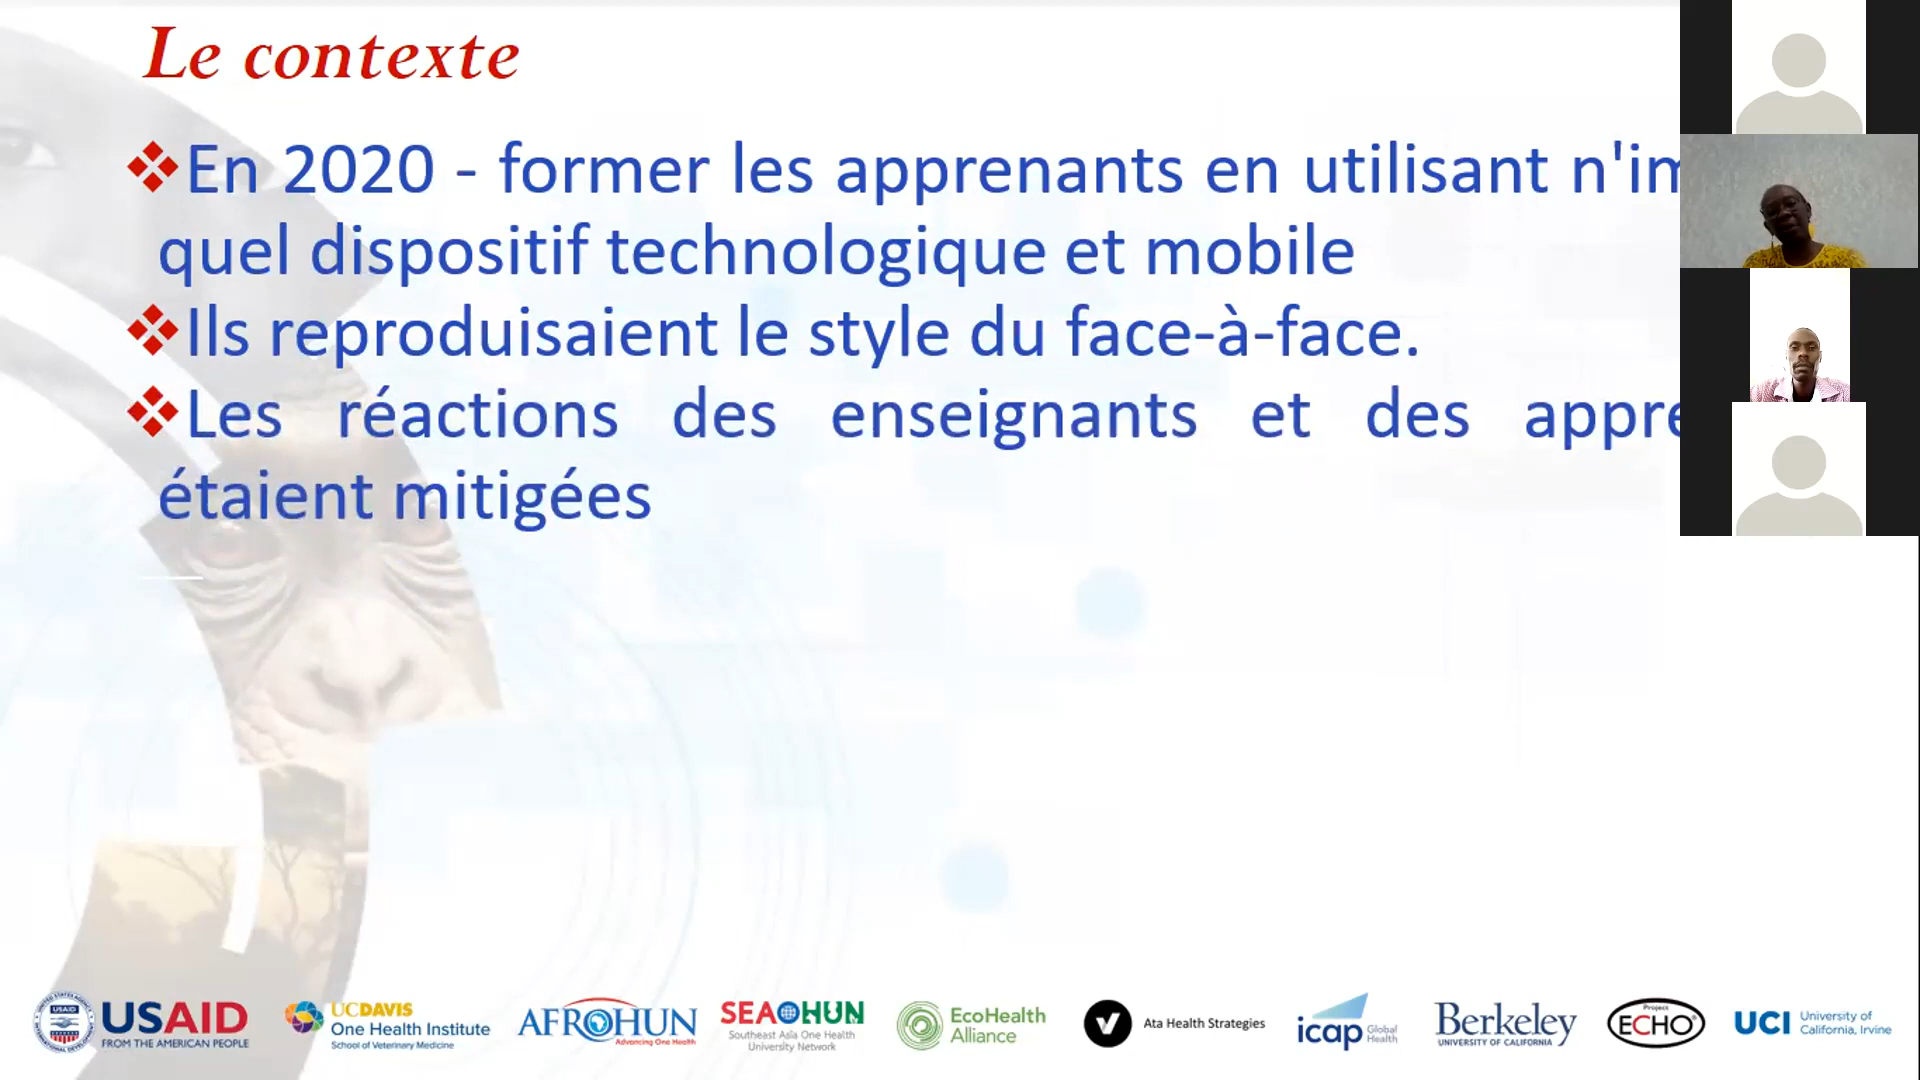 Le contexte
❖En 2020 - former les apprenants en utilisant n'im
quel dispositif technologique et mobile
❖Ils reproduisaient le style du face-à-face.
❖Les réactions des enseignants et des appre
étaient mitigées
USAID
FROM THE AMERICAN PEOPLE
UCDAVIS
One Health Institute
School of Veterinary Medicine
AFROHUN
Advancing One Health
SEAOHUN
Southeast Asia One Health
University Network
EcoHealth
Alliance
Ata Health Strategies
icap Global
Health
Berkeley
UNIVERSITY OF CALIFORNIA
Project
ECHO®
UCI University of
California, Irvine